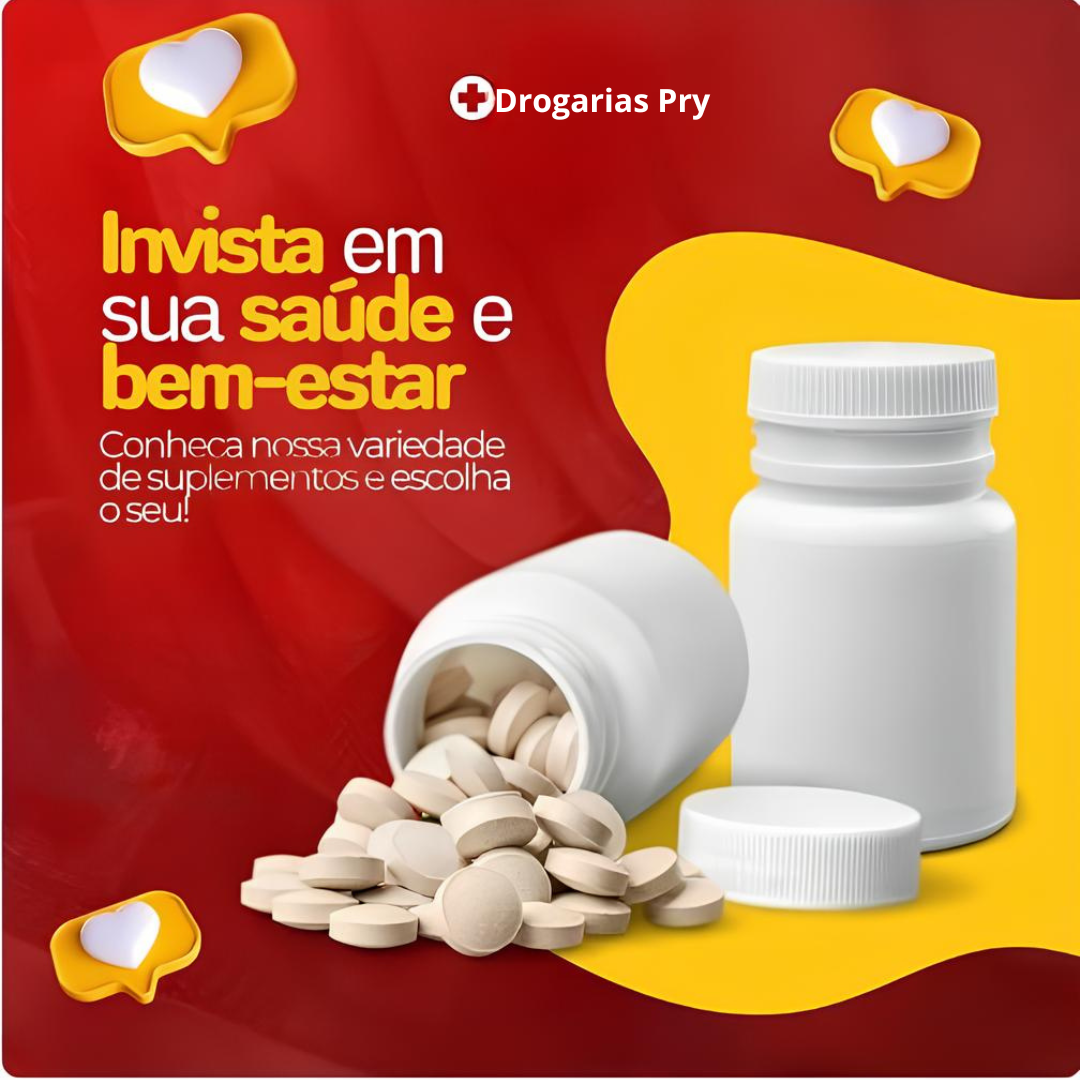 Drogarias Pry
Invista em
sua saúde e
bem-estar
Conheca nossa variedade
de suplementos e escolha
o seu!